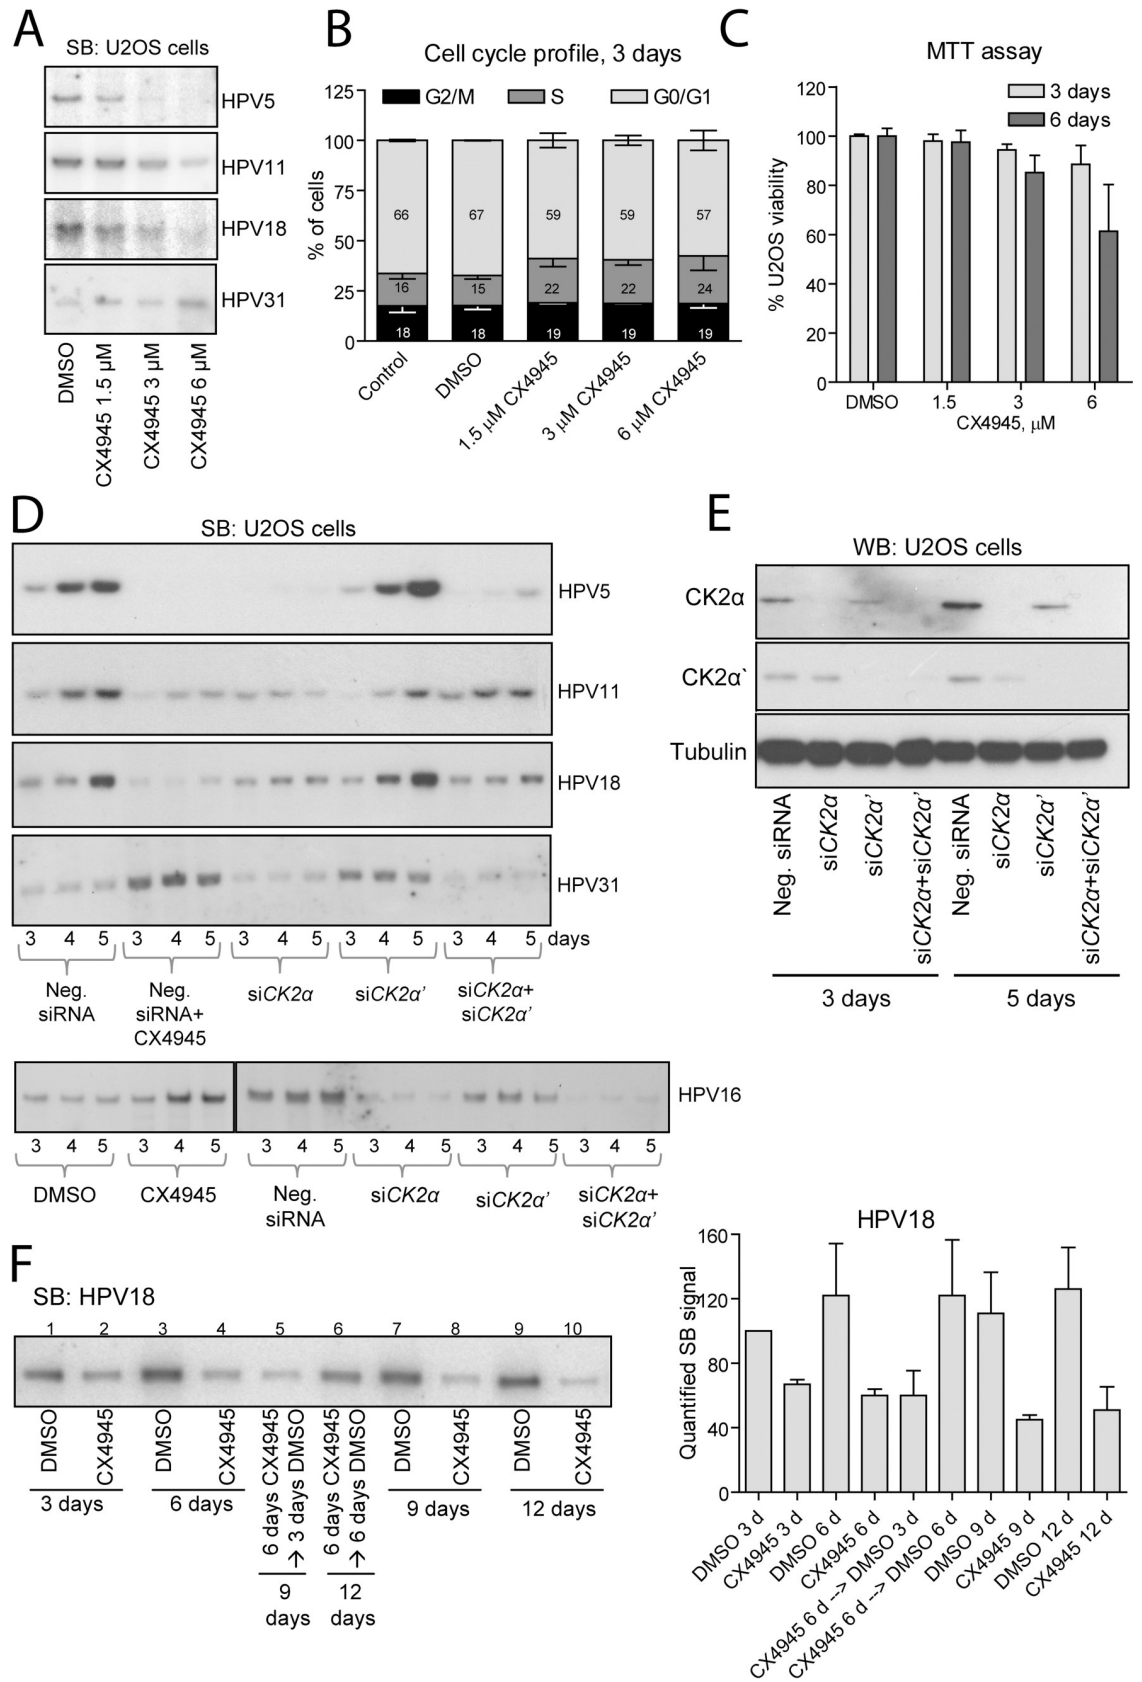 A
SB: U2OS cells
HPV5
HPV11
HPV18
HPV31
DMSO
CX4945 1.5 µM
CX4945 3 µM
CX4945 6 µM
B
Cell cycle profile, 3 days
G2/M
S
G0/G1
% of cells
125
100
75
50
25
0
66
67
59
59
57
16
15
22
22
24
18
18
19
19
19
Control
DMSO
1.5 µM CX4945
3 µM CX4945
6 µM CX4945
C
MTT assay
3 days
6 days
% U2OS viability
120
100
80
60
40
20
0
DMSO
1.5
3
6
CX4945, µM
D
SB: U2OS cells
HPV5
HPV11
HPV18
HPV31
3 4 5 3 4 5 3 4 5 3 4 5 3 4 5 days
Neg. siRNA
Neg. siRNA+ CX4945
siCK2α
siCK2α’
siCK2α+ siCK2α’
HPV16
3 4 5 3 4 5 3 4 5 3 4 5 3 4 5 3 4 5
DMSO
CX4945
Neg. siRNA
siCK2α
siCK2α’
siCK2α+ siCK2α’
E
WB: U2OS cells
CK2α
CK2α`
Tubulin
Neg. siRNA
siCK2α
siCK2α’
siCK2α+siCK2α’
Neg. siRNA
siCK2α
siCK2α’
siCK2α+siCK2α’
3 days
5 days
F
SB: HPV18
1 2 3 4 5 6 7 8 9 10
DMSO
CX4945
DMSO
CX4945
6 days CX4945
→ 3 days DMSO
6 days CX4945
→ 6 days DMSO
DMSO
CX4945
DMSO
CX4945
3 days
6 days
9 days
12 days
9 days
12 days
HPV18
Quantified SB signal
160
120
80
40
0
DMSO 3 d
CX4945 3 d
DMSO 6 d
CX4945 6 d
CX4945 6 d --> DMSO 3 d
CX4945 6 d --> DMSO 6 d
DMSO 9 d
CX4945 9 d
DMSO 12 d
CX4945 12 d